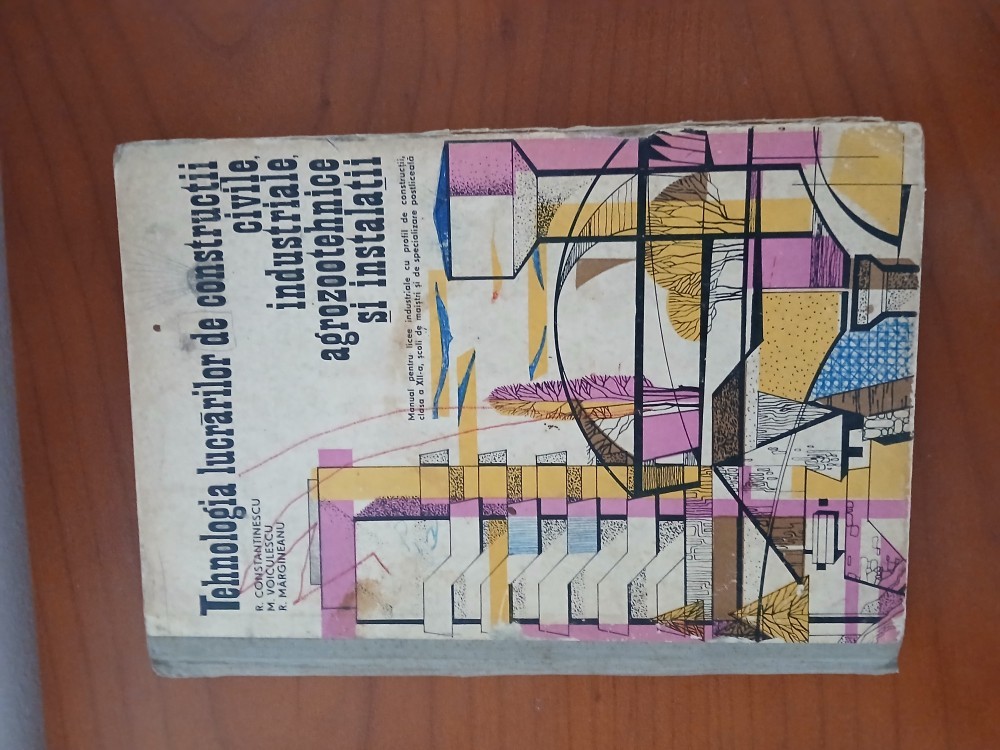 Tehnologia lucrărilor de construcții
civile,
industriale,
agrozootehnice
și instalații
R. CONSTANTINESCU
M. VOICULESCU
R. MĂRGINEANU
Manual pentru licee industriale cu profil de construcții,
clasa a XII-a, școli de maiștri și de specializare postliceală